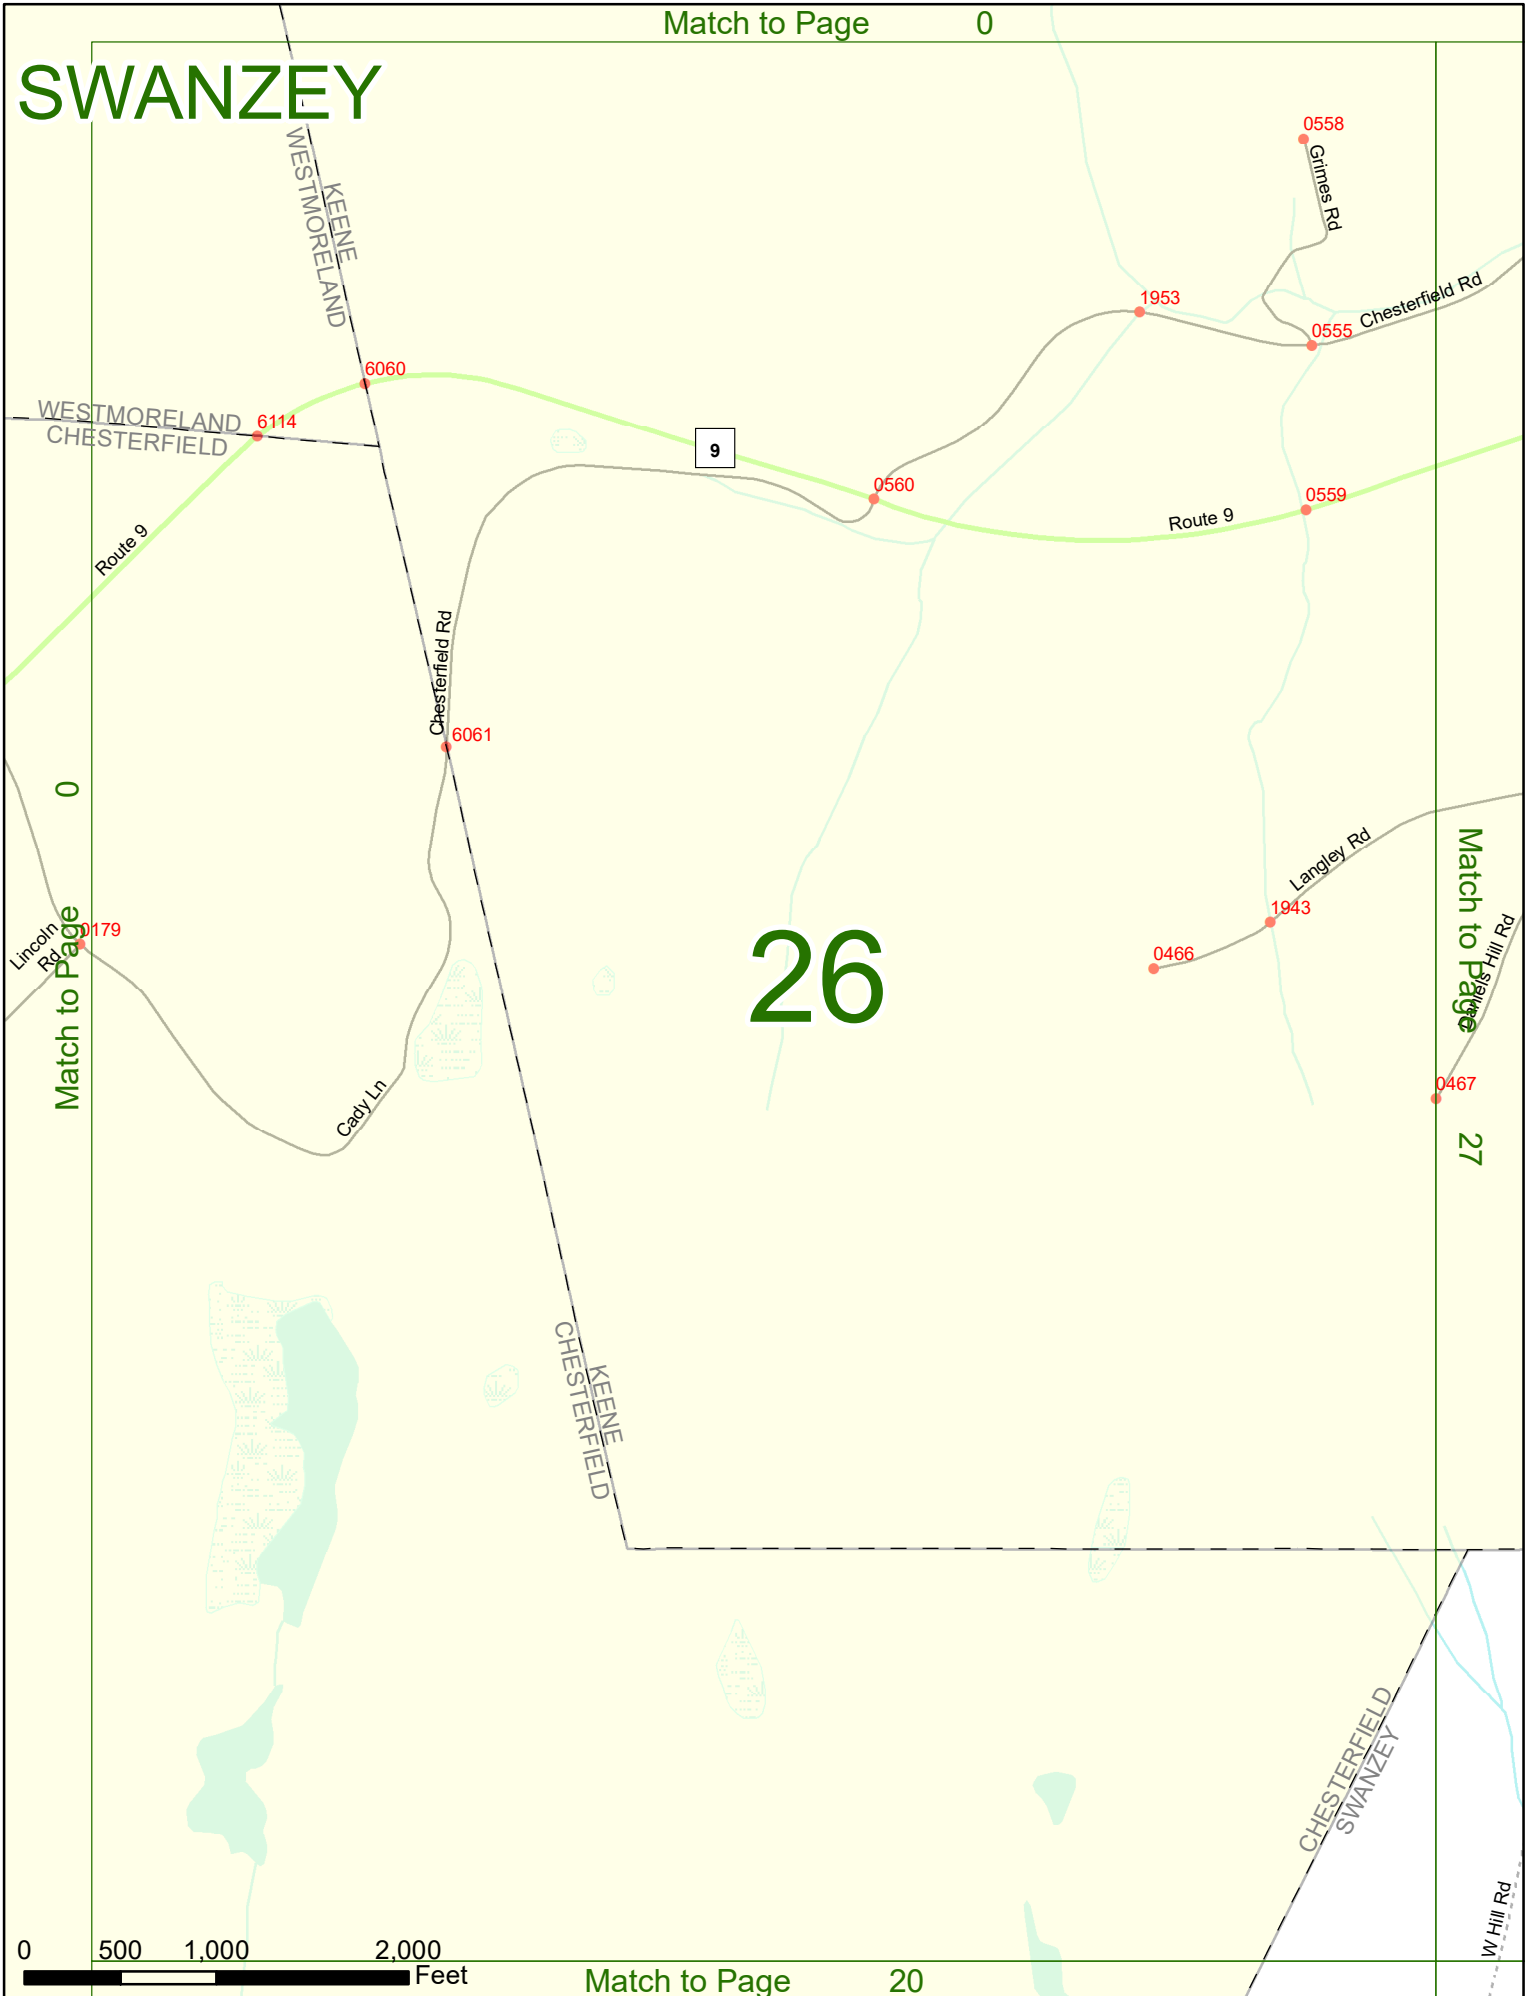 Match to Page 0
SWANZEY
0558
Grimes Rd
KEENE
WESTMORELAND
1953
Chesterfield Rd
0555
6060
WESTMORELAND
CHESTERFIELD
6114
9
0560
0559
Route 9
Route 9
Chesterfield Rd
6061
Match to Page 0
Langley Rd
Match to Page 27
1943
0179
Lincoln
Rd
26
0466
Daniels Hill Rd
0467
Cady Ln
KEENE
CHESTERFIELD
CHESTERFIELD
SWANZEY
W Hill Rd
0 500 1,000 2,000
Feet
Match to Page 20